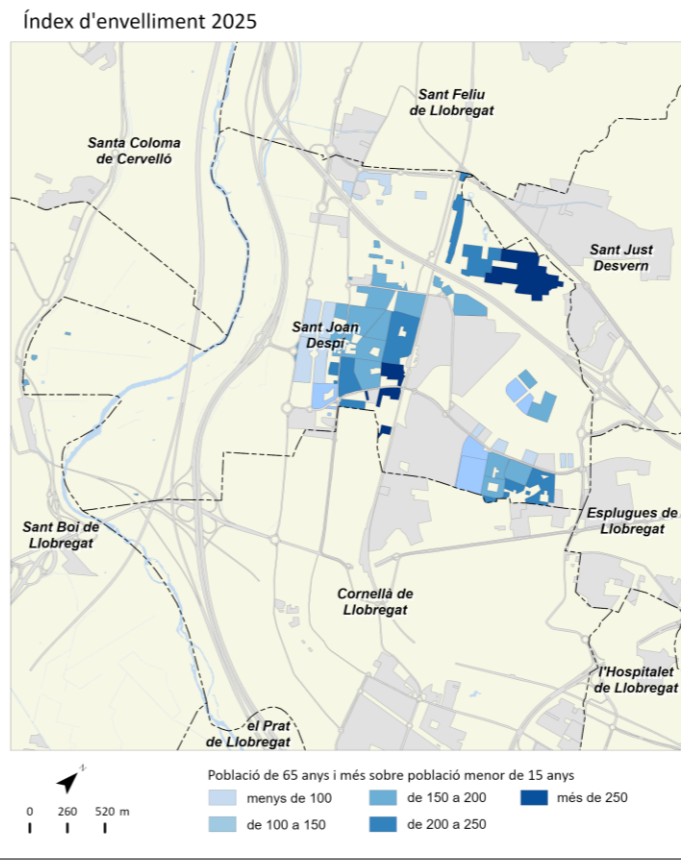 Índex d'envelliment 2025
Sant Feliu
de Llobregat
Santa Coloma
de Cervelló
Sant Just
Desvern
Sant Joan
Despí
Sant Boi de
Llobregat
Esplugues de
Llobregat
Cornellà de
Llobregat
l'Hospitalet
de Llobregat
el Prat
de Llobregat
N
0 260 520 m
Població de 65 anys i més sobre població menor de 15 anys
menys de 100
de 150 a 200
més de 250
de 100 a 150
de 200 a 250